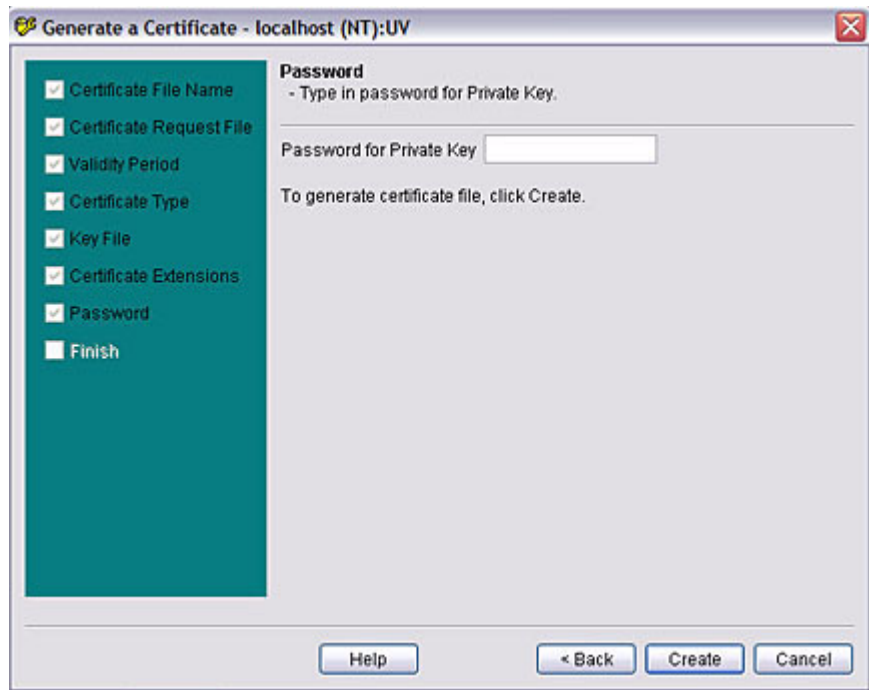 Generate a Certificate - localhost (NT):UV
Certificate File Name
Certificate Request File
Validity Period
Certificate Type
Key File
Certificate Extensions
Password
Finish
Password
- Type in password for Private Key.
Password for Private Key
To generate certificate file, click Create.
Help
< Back
Create
Cancel